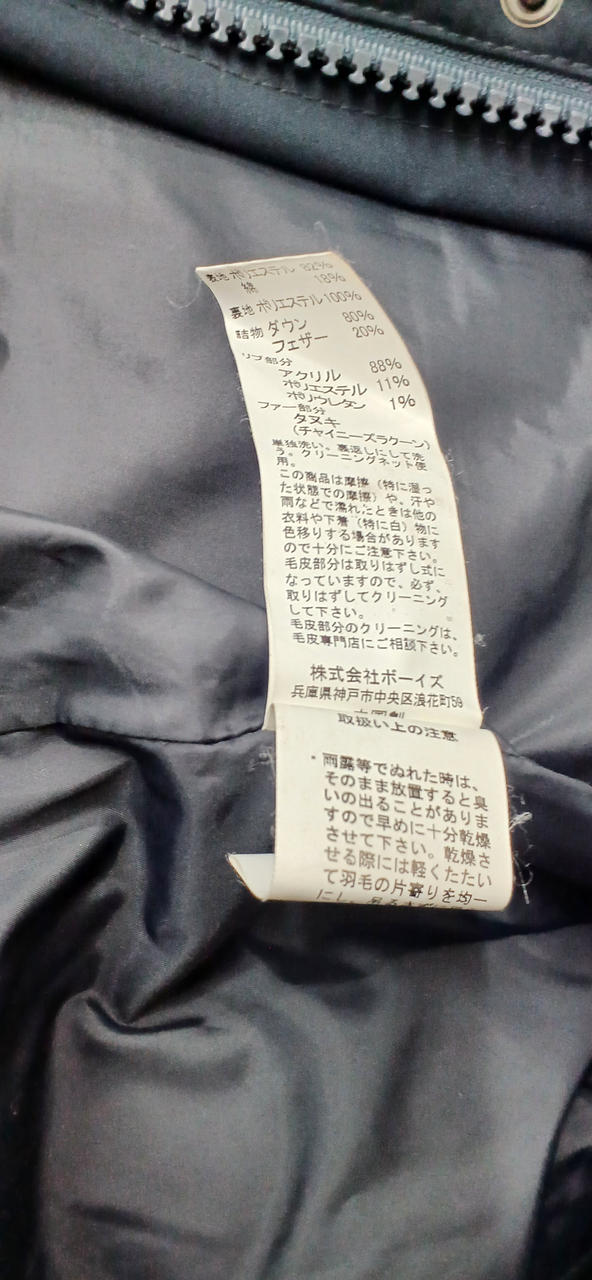 表地 ポリエステル 82%
綿 18%
裏地 ポリエステル 100%
詰物 ダウン 80%
フェザー 20%
リブ部分
アクリル 88%
ポリエステル 11%
ポリウレタン 1%
ファー部分
タヌキ
(チャイニーズラクーン)
単独洗い。裏返しにして洗
う。クリーニングネット使
用。
この商品は摩擦(特に湿っ
た状態での摩擦)や、汗や
雨などで濡れたときは他の
衣料や下着(特に白)物に
色移りする場合があります
ので十分にご注意下さい。
毛皮部分は取りはずし式に
なっていますので、必ず、
取りはずしてクリーニング
して下さい。
毛皮部分のクリーニングは、
毛皮専門店にご相談下さい。
株式会社ボーイズ
兵庫県神戸市中央区浪花町59
取扱い上の注意
・雨露等でぬれた時は、
そのまま放置すると臭
いの出ることがありま
すので早めに十分乾燥
させて下さい。乾燥さ
せる際には軽くたたい
て羽毛の片寄りを均一
にし、